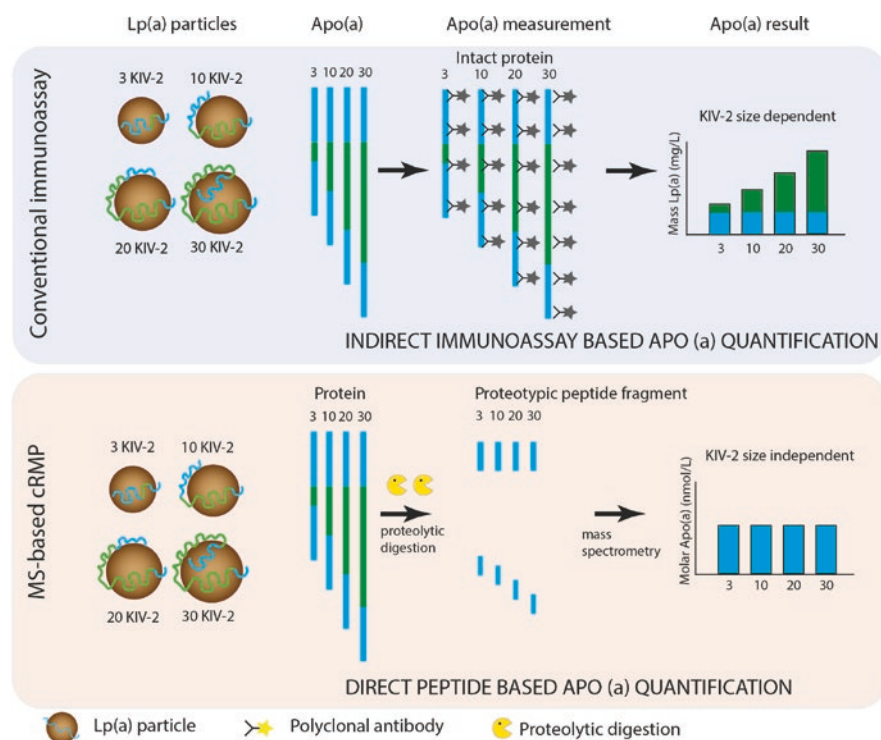 Lp(a) particles Apo(a) Apo(a) measurement Apo(a) result
Conventional immunoassay
3 KIV-2 10 KIV-2
20 KIV-2 30 KIV-2
3 10 20 30
Intact protein
3 10 20 30
KIV-2 size dependent
Mass Lp(a) (mg/L)
3 10 20 30
INDIRECT IMMUNOASSAY BASED APO (a) QUANTIFICATION
MS-based cRMP
3 KIV-2 10 KIV-2
20 KIV-2 30 KIV-2
Protein
3 10 20 30
proteolytic
digestion
Proteotypic peptide fragment
3 10 20 30
mass
spectrometry
KIV-2 size independent
Molar Apo(a) (nmol/L)
3 10 20 30
DIRECT PEPTIDE BASED APO (a) QUANTIFICATION
Lp(a) particle Polyclonal antibody Proteolytic digestion